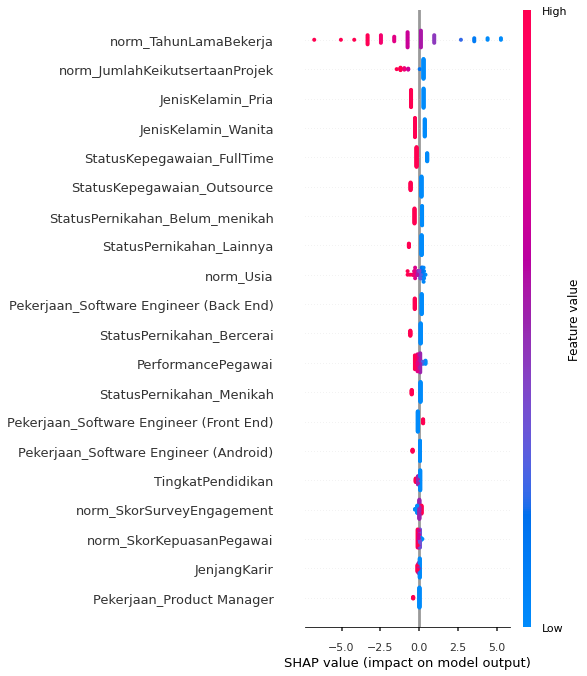 High
norm_TahunLamaBekerja
norm_JumlahKeikutsertaanProjek
JenisKelamin_Pria
JenisKelamin_Wanita
StatusKepegawaian_FullTime
StatusKepegawaian_Outsource
StatusPernikahan_Belum_menikah
StatusPernikahan_Lainnya
norm_Usia
Pekerjaan_Software Engineer (Back End)
StatusPernikahan_Bercerai
PerformancePegawai
StatusPernikahan_Menikah
Pekerjaan_Software Engineer (Front End)
Pekerjaan_Software Engineer (Android)
TingkatPendidikan
norm_SkorSurveyEngagement
norm_SkorKepuasanPegawai
JenjangKarir
Pekerjaan_Product Manager
Feature value
Low
−5.0 −2.5 0.0 2.5 5.0
SHAP value (impact on model output)